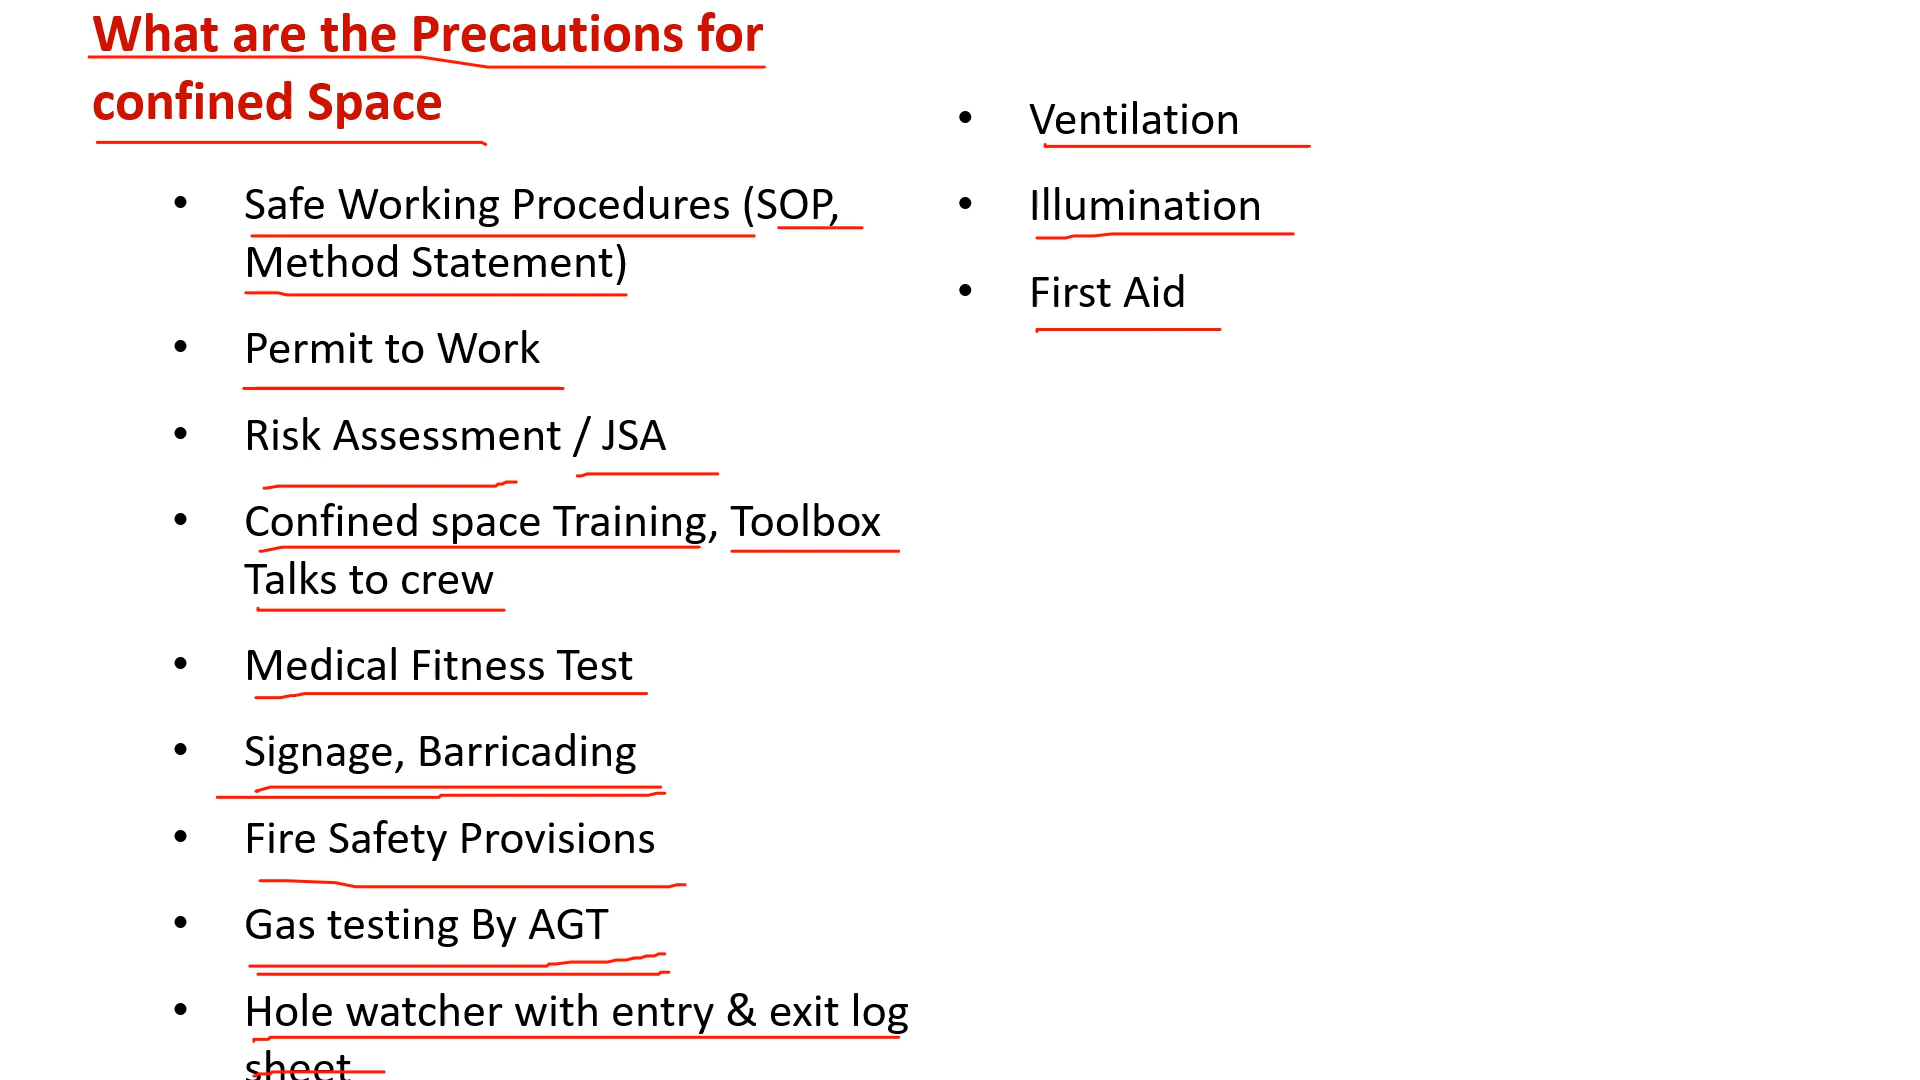 What are the Precautions for
confined Space
• Safe Working Procedures (SOP,
Method Statement)
• Permit to Work
• Risk Assessment / JSA
• Confined space Training, Toolbox
Talks to crew
• Medical Fitness Test
• Signage, Barricading
• Fire Safety Provisions
• Gas testing By AGT
• Hole watcher with entry & exit log
sheet
• Ventilation
• Illumination
• First Aid